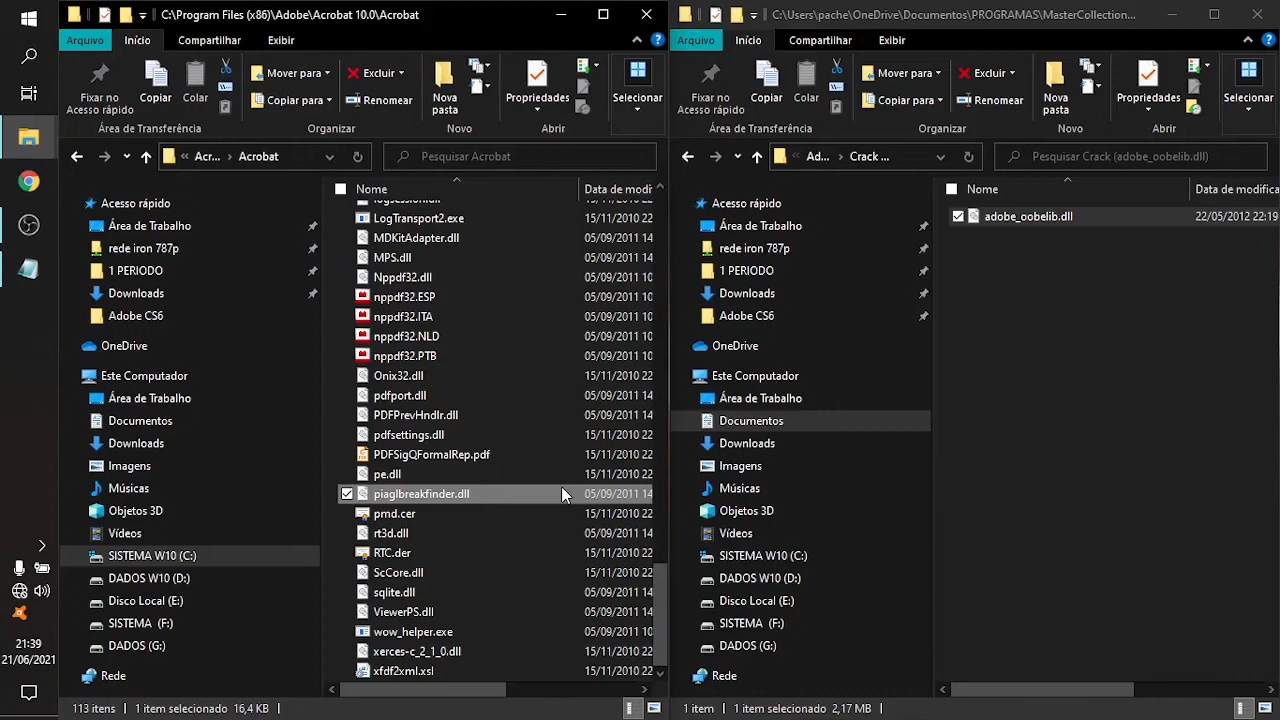 C:\Program Files (x86)\Adobe\Acrobat 10.0\Acrobat
Arquivo Início Compartilhar Exibir
Fixar no
Acesso rápido
Copiar
Colar
Mover para
Copiar para
Excluir
Renomear
Nova
pasta
Propriedades
Selecionar
Área de Transferência Organizar Novo Abrir
Acr... Acrobat
Pesquisar Acrobat
Acesso rápido
Área de Trabalho
rede iron 787p
1 PERIODO
Downloads
Adobe CS6
OneDrive
Este Computador
Área de Trabalho
Documentos
Downloads
Imagens
Músicas
Objetos 3D
Vídeos
SISTEMA W10 (C:)
DADOS W10 (D:)
Disco Local (E:)
SISTEMA (F:)
DADOS (G:)
Rede
Nome Data de modi
LogTransport2.exe 15/11/2010 22
MDKitAdapter.dll 05/09/2011 14
MPS.dll 05/09/2011 14
Nppdf32.dll 05/09/2011 10
nppdf32.ESP 05/09/2011 10
nppdf32.ITA 05/09/2011 10
nppdf32.NLD 05/09/2011 10
nppdf32.PTB 05/09/2011 10
Onix32.dll 15/11/2010 22
pdfport.dll 05/09/2011 14
PDFPrevHndlr.dll 05/09/2011 14
pdfsettings.dll 05/09/2011 14
PDFSigQFormalRep.pdf 15/11/2010 22
pe.dll 15/11/2010 22
piaglbreakfinder.dll 05/09/2011 14
pmd.cer 15/11/2010 22
rt3d.dll 05/09/2011 14
RTC.der 15/11/2010 22
ScCore.dll 05/09/2011 14
sqlite.dll 05/09/2011 14
ViewerPS.dll 05/09/2011 14
wow_helper.exe 05/09/2011 10
xerces-c_2_1_0.dll 15/11/2010 22
xfdf2xml.xsl 15/11/2010 22
113 itens 1 item selecionado 16,4 KB
C:\Users\pache\OneDrive\Documentos\PROGRAMAS\MasterCollection...
Arquivo Início Compartilhar Exibir
Fixar no
Acesso rápido
Copiar
Colar
Mover para
Copiar para
Excluir
Renomear
Nova
pasta
Propriedades
Selecionar
Área de Transferência Organizar Novo Abrir
Ad... Crack ...
Pesquisar Crack (adobe_oobelib.dll)
Acesso rápido
Área de Trabalho
rede iron 787p
1 PERIODO
Downloads
Adobe CS6
OneDrive
Este Computador
Área de Trabalho
Documentos
Downloads
Imagens
Músicas
Objetos 3D
Vídeos
SISTEMA W10 (C:)
DADOS W10 (D:)
Disco Local (E:)
SISTEMA (F:)
DADOS (G:)
Rede
Nome Data de modifica
adobe_oobelib.dll 22/05/2012 22:19
1 item 1 item selecionado 2,17 MB
21:39
21/06/2021